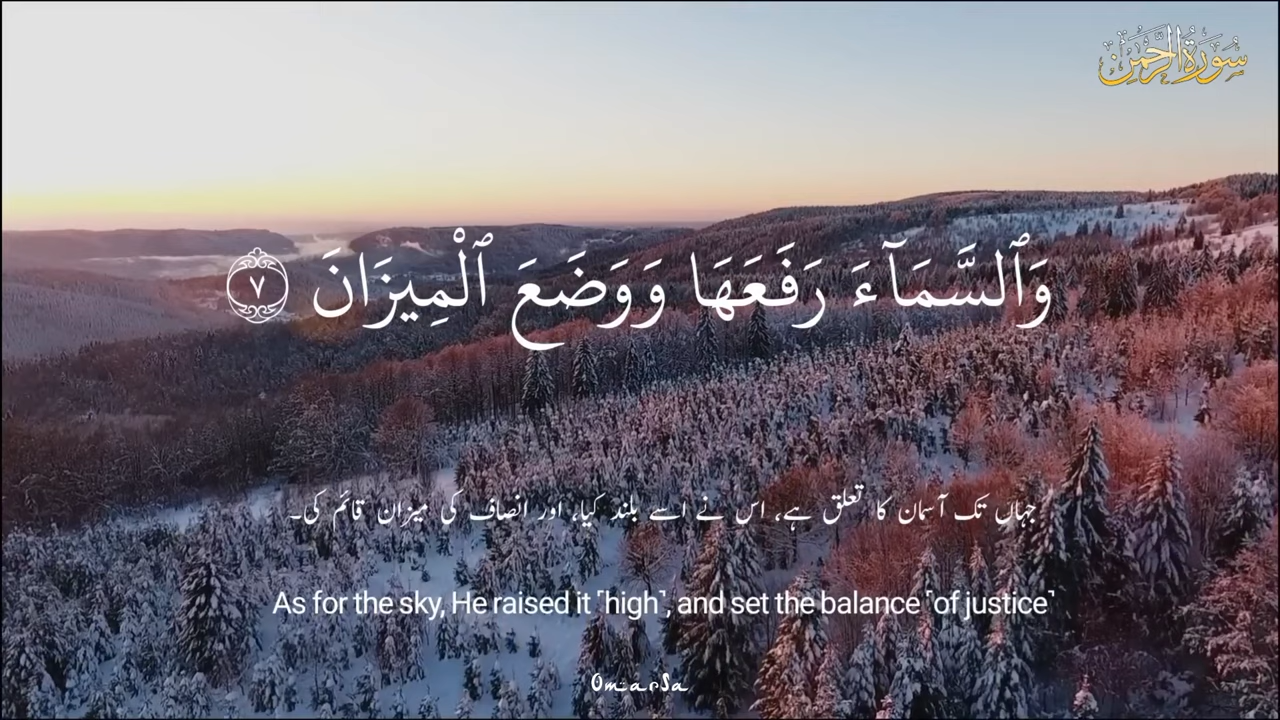 سُورَةُ الرَّحْمٰن
وَٱلسَّمَآءَ رَفَعَهَا وَوَضَعَ ٱلْمِيزَانَ ٧
جہاں تک آسمان کا تعلق ہے، اس نے اسے بلند کیا، اور انصاف کی میزان قائم کی۔
As for the sky, He raised it ˹high˺, and set the balance ˹of justice˺
OmarSa